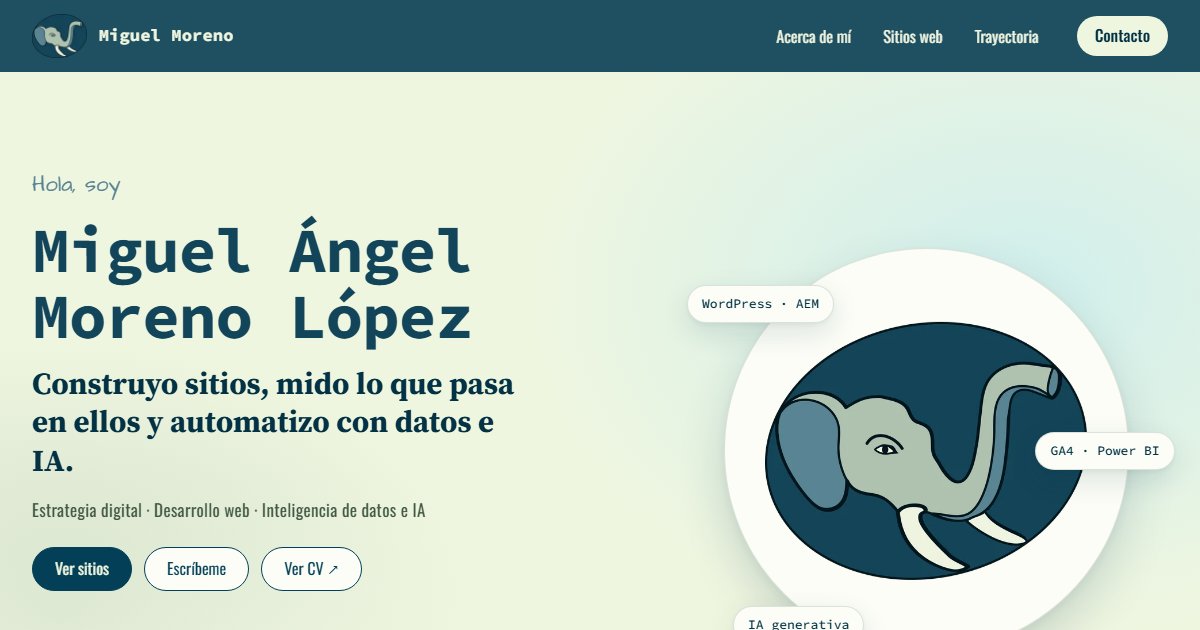 Miguel Moreno
Acerca de mí
Sitios web
Trayectoria
Contacto
Hola, soy
Miguel Ángel
Moreno López
Construyo sitios, mido lo que pasa
en ellos y automatizo con datos e
IA.
Estrategia digital · Desarrollo web · Inteligencia de datos e IA
Ver sitios
Escríbeme
Ver CV ↗
WordPress · AEM
GA4 · Power BI
IA generativa